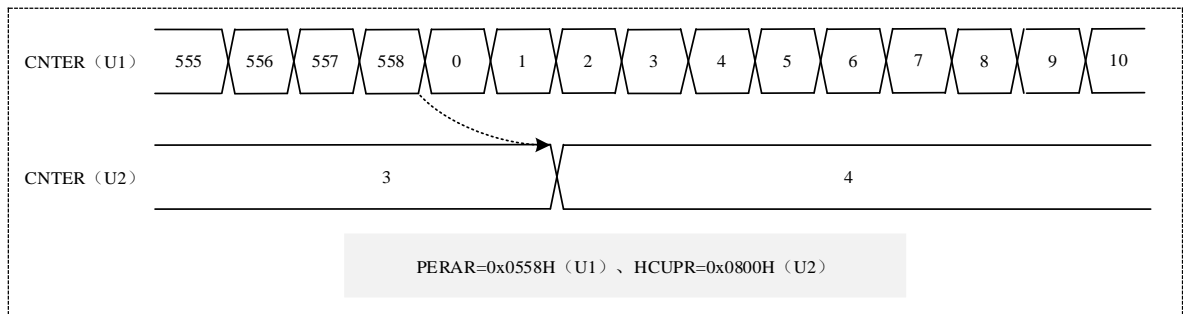 CNTER（U1） 555 556 557 558 0 1 2 3 4 5 6 7 8 9 10
CNTER（U2） 3 4
PERAR=0x0558H（U1）、HCUPR=0x0800H（U2）